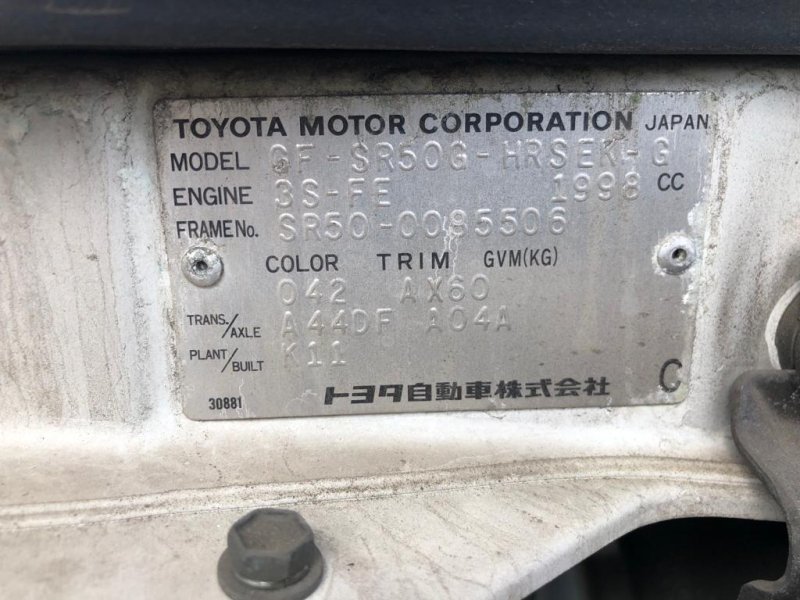 TOYOTA MOTOR CORPORATION JAPAN
MODEL GF-SR50G-HRSEK-G
ENGINE 3S-FE 1998 CC
FRAME No. SR50-0085506
COLOR TRIM GVM(KG)
042 AX60
TRANS./AXLE A44DF A04A
PLANT/BUILT K11
30881 トヨタ自動車株式会社 C